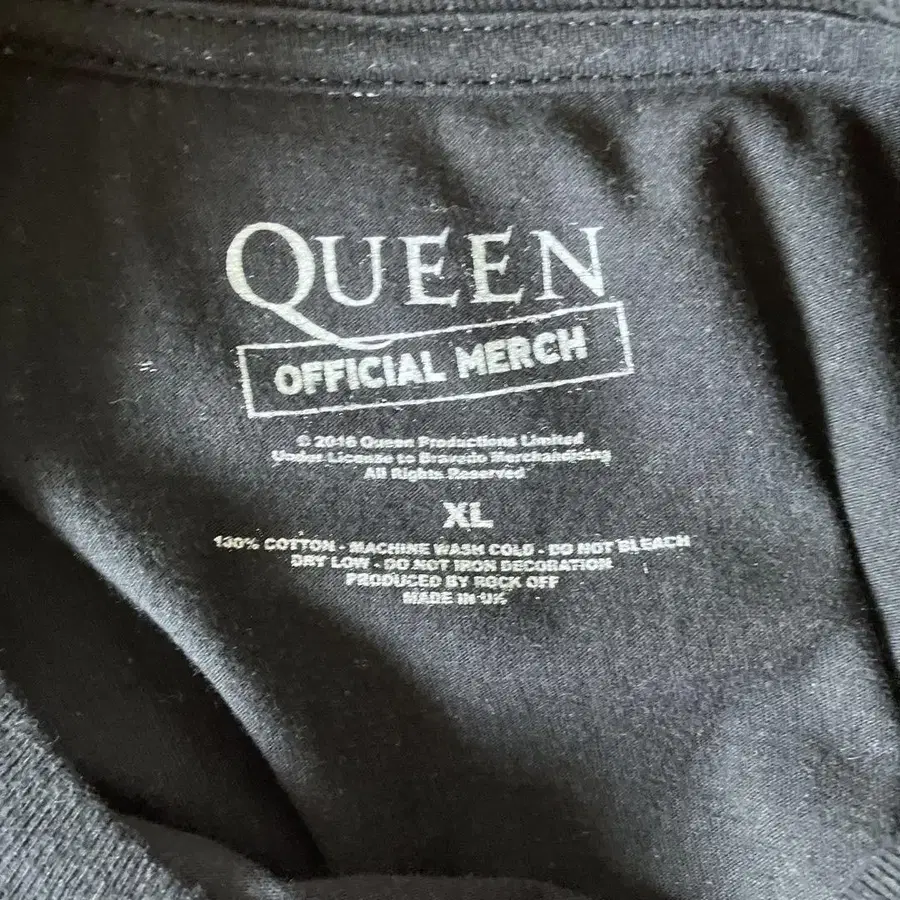 QUEEN
OFFICIAL MERCH
© 2016 Queen Productions Limited
Under License to Bravado Merchandising
All Rights Reserved
XL
100% COTTON - MACHINE WASH COLD - DO NOT BLEACH
DRY LOW - DO NOT IRON DECORATION
PRODUCED BY ROCK OFF
MADE IN UK